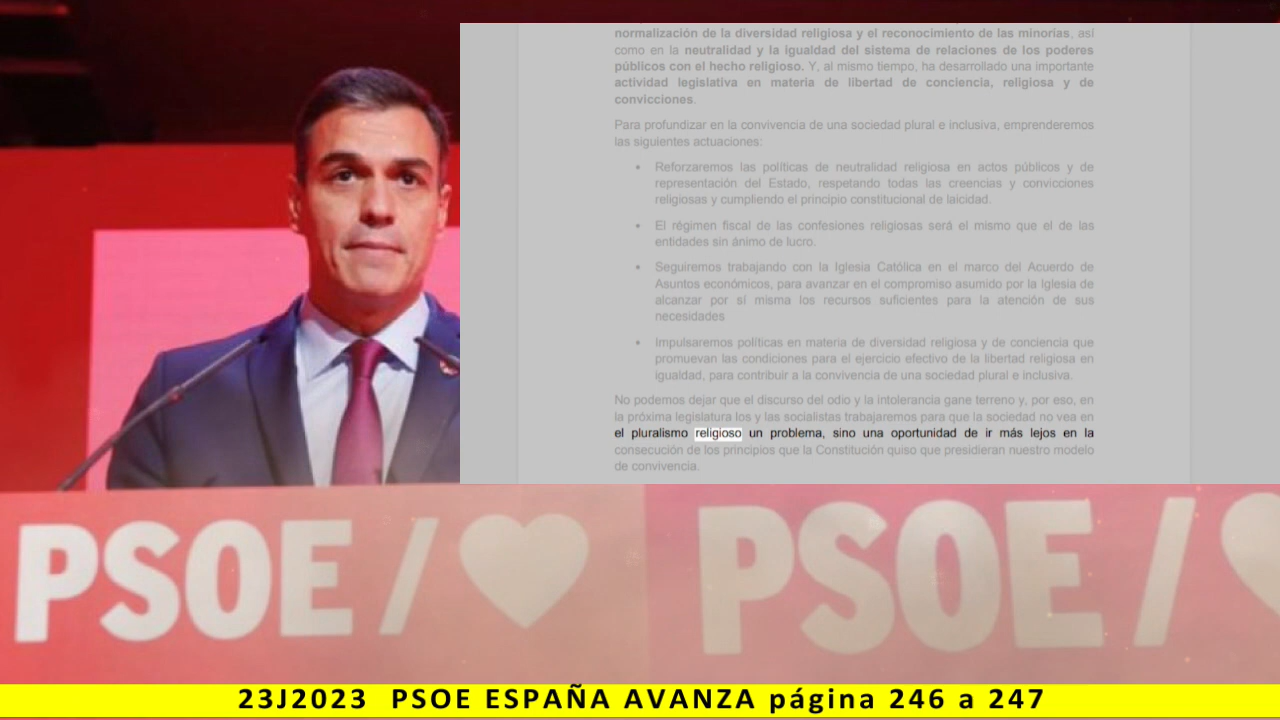 normalización de la diversidad religiosa y el reconocimiento de las minorías, así
como en la neutralidad y la igualdad del sistema de relaciones de los poderes
públicos con el hecho religioso. Y, al mismo tiempo, ha desarrollado una importante
actividad legislativa en materia de libertad de conciencia, religiosa y de
convicciones.
Para profundizar en la convivencia de una sociedad plural e inclusiva, emprenderemos
las siguientes actuaciones:
• Reforzaremos las políticas de neutralidad religiosa en actos públicos y de
representación del Estado, respetando todas las creencias y convicciones
religiosas y cumpliendo el principio constitucional de laicidad.
• El régimen fiscal de las confesiones religiosas será el mismo que el de las
entidades sin ánimo de lucro.
• Seguiremos trabajando con la Iglesia Católica en el marco del Acuerdo de
Asuntos económicos, para avanzar en el compromiso asumido por la Iglesia de
alcanzar por sí misma los recursos suficientes para la atención de sus
necesidades
• Impulsaremos políticas en materia de diversidad religiosa y de conciencia que
promuevan las condiciones para el ejercicio efectivo de la libertad religiosa en
igualdad, para contribuir a la convivencia de una sociedad plural e inclusiva.
No podemos dejar que el discurso del odio y la intolerancia gane terreno y, por eso, en
la próxima legislatura los y las socialistas trabajaremos para que la sociedad no vea en
el pluralismo religioso un problema, sino una oportunidad de ir más lejos en la
consecución de los principios que la Constitución quiso que presidieran nuestro modelo
de convivencia.
PSOE / PSOE /
23J2023 PSOE ESPAÑA AVANZA página 246 a 247